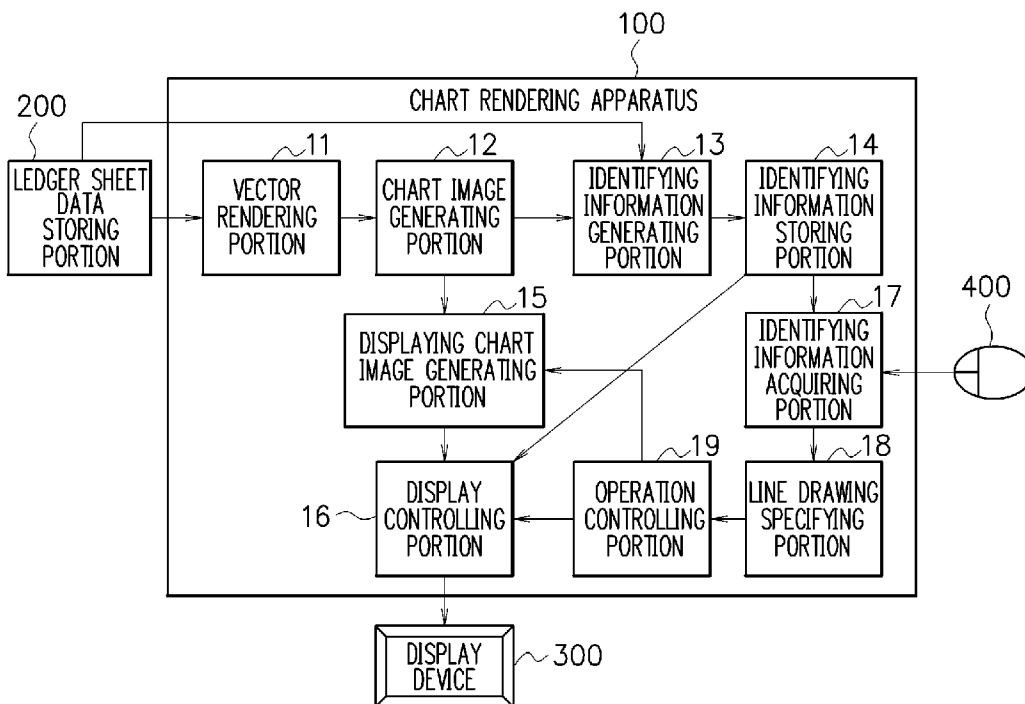 100
CHART RENDERING APPARATUS
200
11
12
13
14
LEDGER SHEET
DATA
STORING
PORTION
VECTOR
RENDERING
PORTION
CHART IMAGE
GENERATING
PORTION
IDENTIFYING
INFORMATION
GENERATING
PORTION
IDENTIFYING
INFORMATION
STORING
PORTION
15
17
400
DISPLAYING CHART
IMAGE GENERATING
PORTION
IDENTIFYING
INFORMATION
ACQUIRING
PORTION
19
18
16
DISPLAY
CONTROLLING
PORTION
OPERATION
CONTROLLING
PORTION
LINE DRAWING
SPECIFYING
PORTION
DISPLAY
DEVICE
300